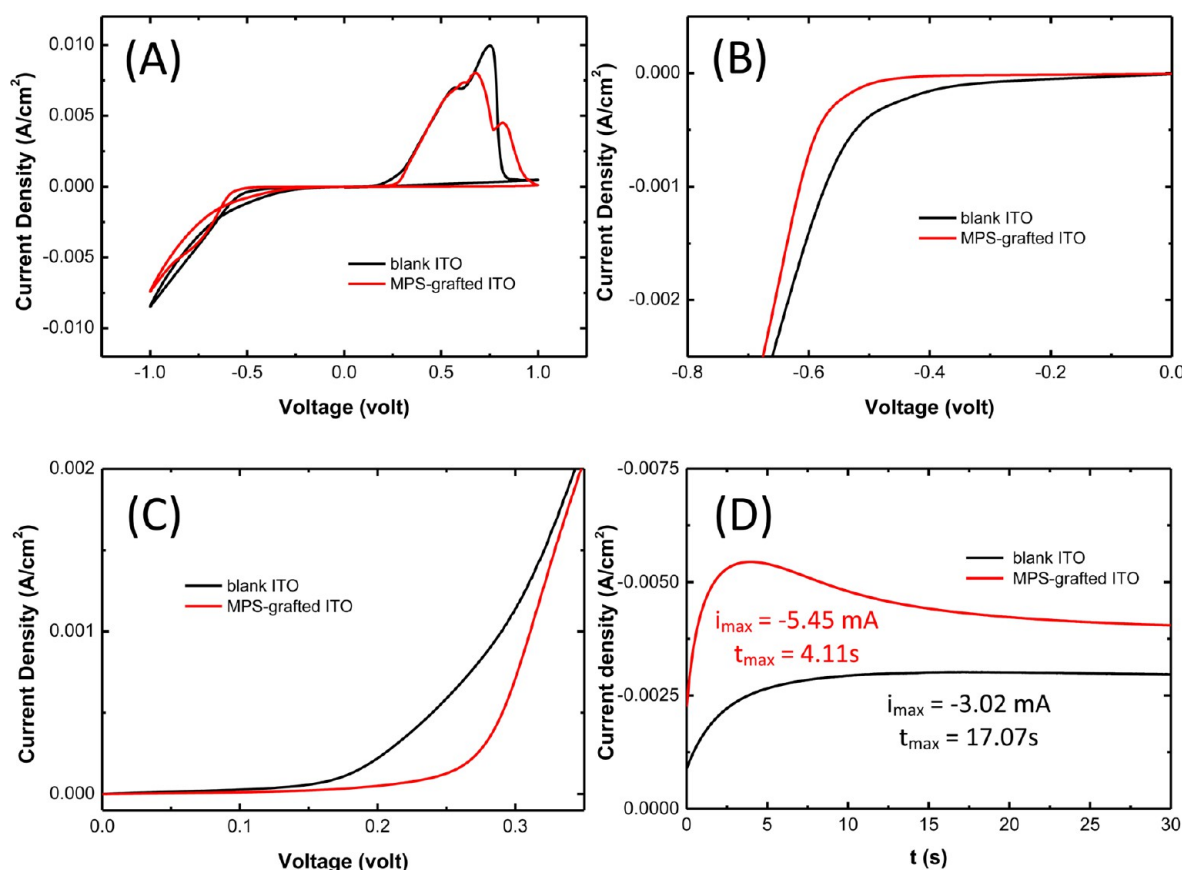 (A)
Current Density (A/cm²)
0.010
0.005
0.000
-0.005
-0.010
blank ITO
MPS-grafted ITO
-1.0 -0.5 0.0 0.5 1.0
Voltage (volt)
(B)
Current Density (A/cm²)
0.000
-0.001
-0.002
blank ITO
MPS-grafted ITO
-0.8 -0.6 -0.4 -0.2 0.0
Voltage (volt)
(C)
Current Density (A/cm²)
0.002
0.001
0.000
blank ITO
MPS-grafted ITO
0.0 0.1 0.2 0.3
Voltage (volt)
(D)
Current density (A/cm²)
-0.0075
-0.0050
-0.0025
0.0000
blank ITO
MPS-grafted ITO
imax = -5.45 mA
tmax = 4.11s
imax = -3.02 mA
tmax = 17.07s
0 5 10 15 20 25 30
t (s)